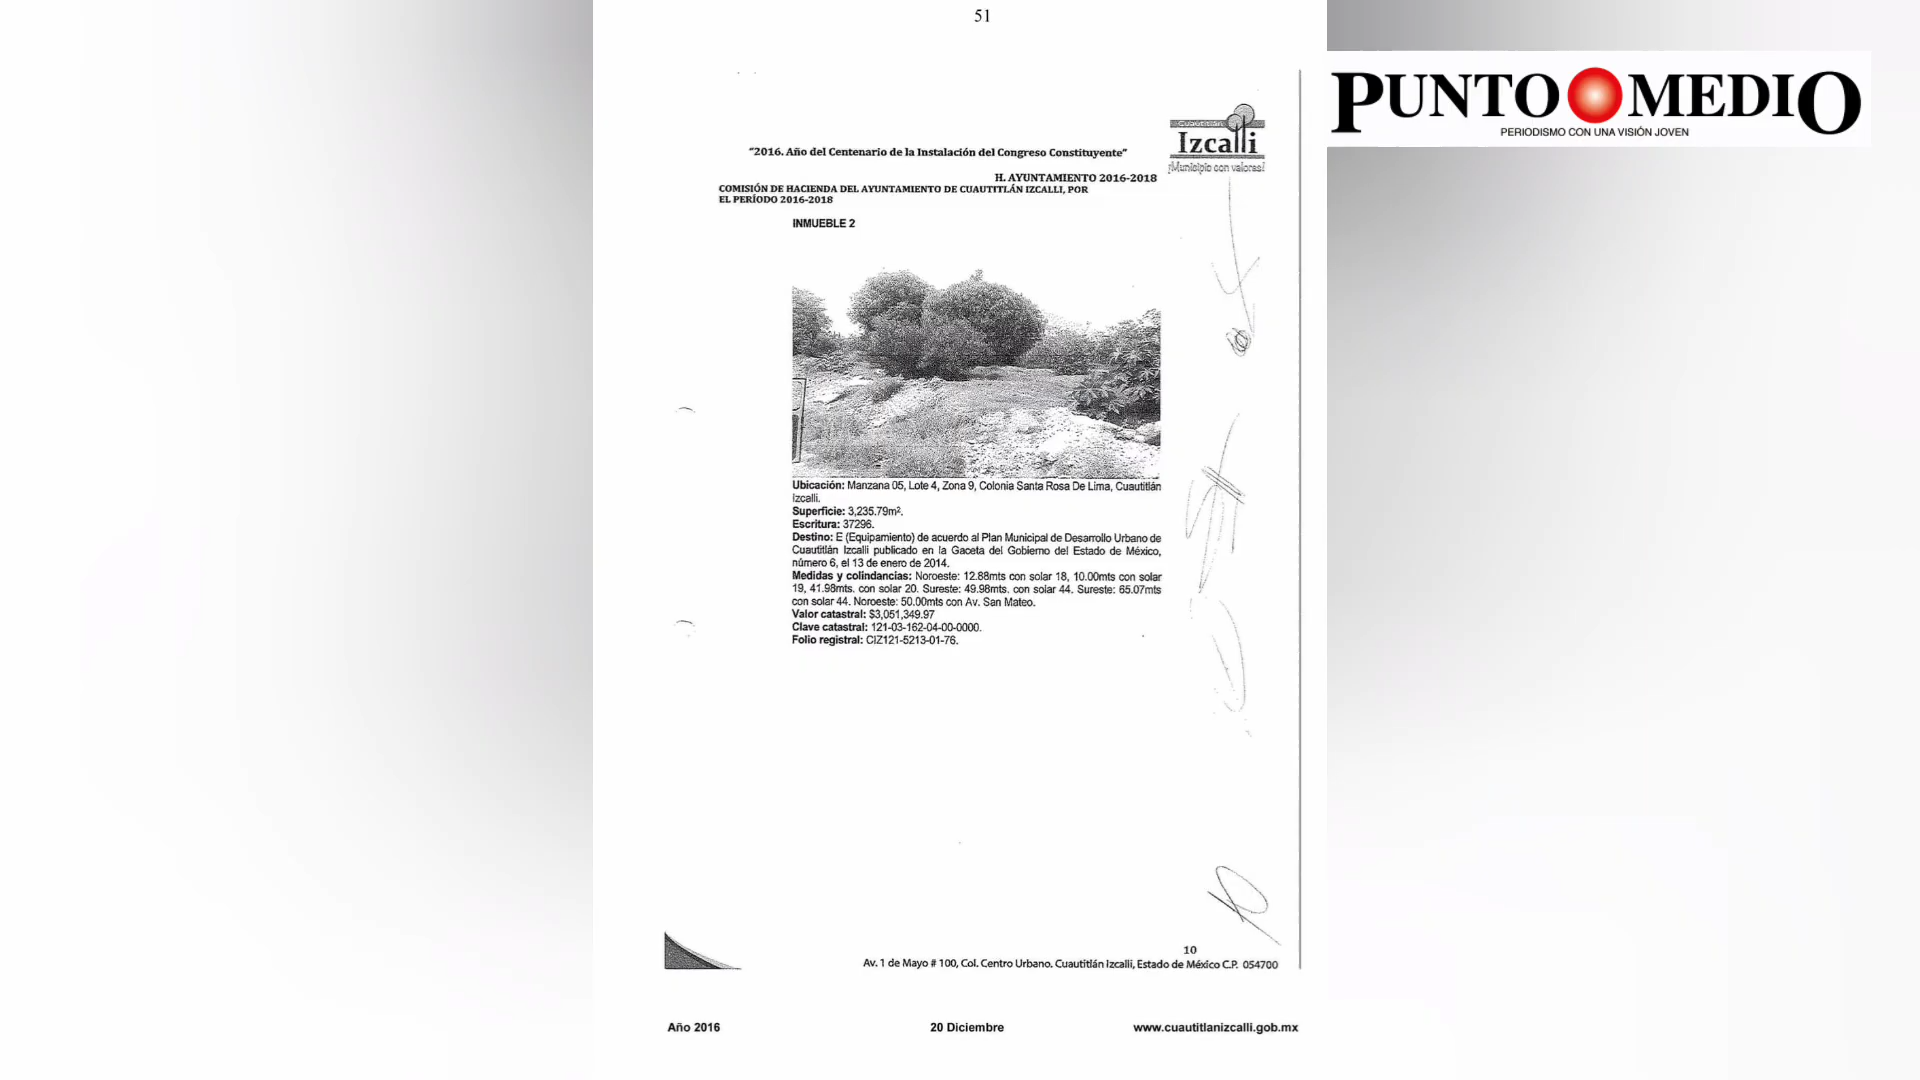 51
PUNTO MEDIO
PERIODISMO CON UNA VISIÓN JOVEN
Cuautitlán
Izcalli
¡Municipio con valores!
"2016. Año del Centenario de la Instalación del Congreso Constituyente"
H. AYUNTAMIENTO 2016-2018
COMISIÓN DE HACIENDA DEL AYUNTAMIENTO DE CUAUTITLÁN IZCALLI, POR
EL PERÍODO 2016-2018
INMUEBLE 2
Ubicación: Manzana 05, Lote 4, Zona 9, Colonia Santa Rosa De Lima, Cuautitlán
Izcalli.
Superficie: 3,235.79m².
Escritura: 37296.
Destino: E (Equipamiento) de acuerdo al Plan Municipal de Desarrollo Urbano de
Cuautitlán Izcalli publicado en la Gaceta del Gobierno del Estado de México,
número 6, el 13 de enero de 2014.
Medidas y colindancias: Noroeste: 12.88mts con solar 18, 10.00mts con solar
19, 41.98mts. con solar 20. Sureste: 49.98mts. con solar 44. Sureste: 65.07mts
con solar 44. Noroeste: 50.00mts con Av. San Mateo.
Valor catastral: $3,051,349.97
Clave catastral: 121-03-162-04-00-0000.
Folio registral: CIZ121-5213-01-76.
10
Av. 1 de Mayo # 100, Col. Centro Urbano. Cuautitlán Izcalli, Estado de México C.P. 054700
Año 2016
20 Diciembre
www.cuautitlanizcalli.gob.mx